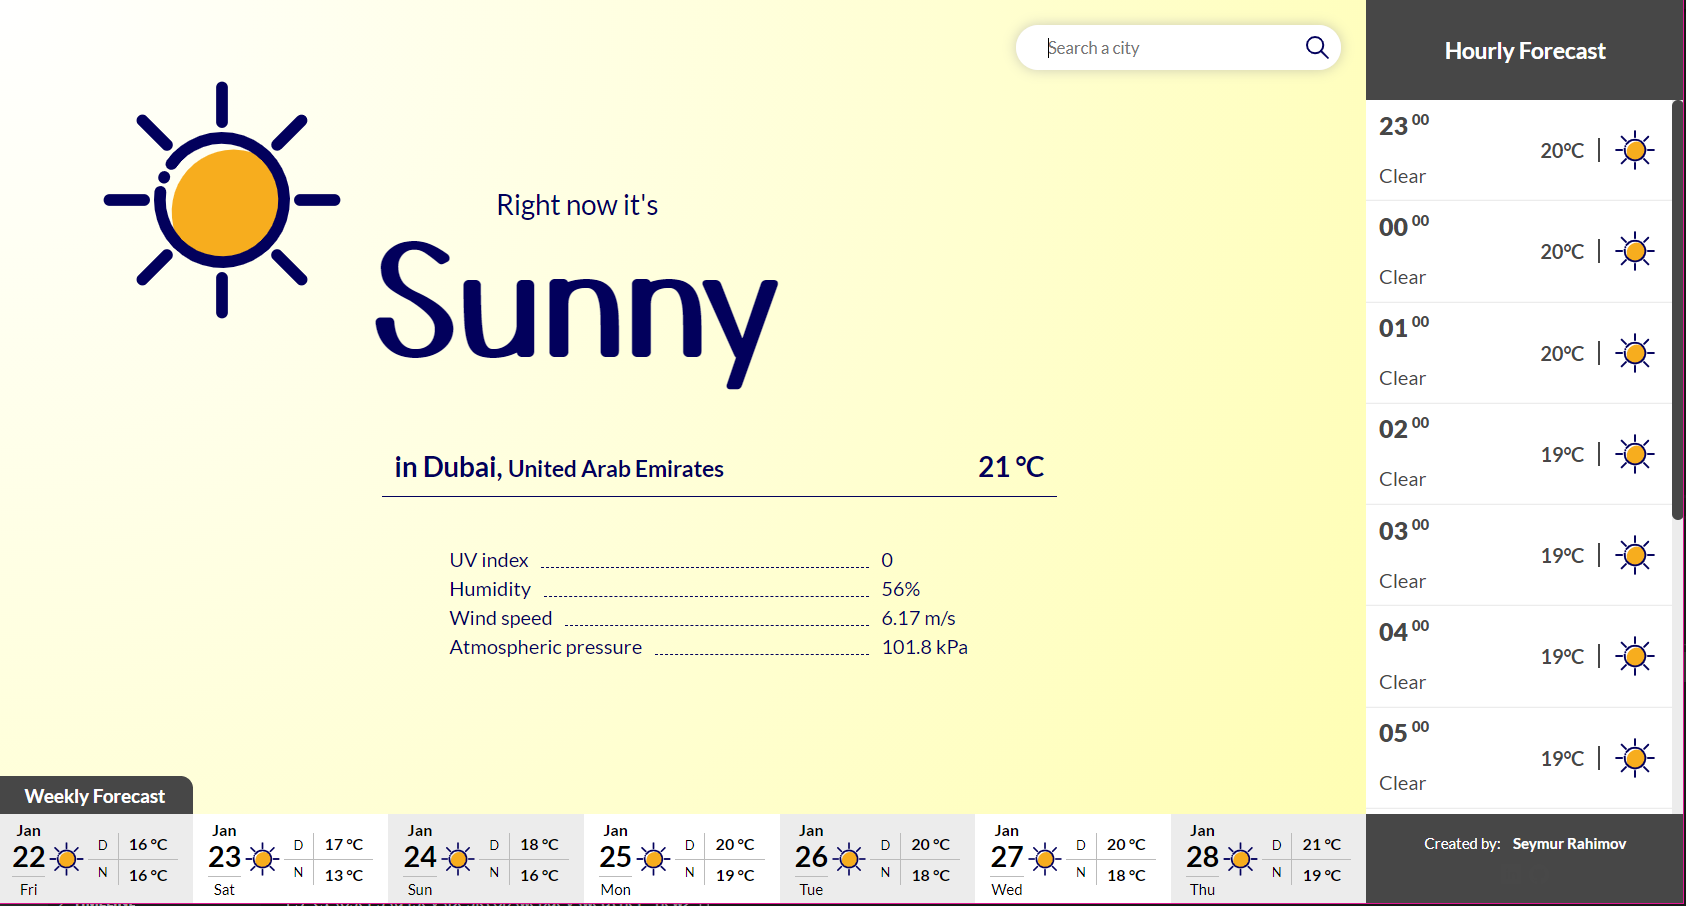 Search a city
Right now it's
Sunny
in Dubai, United Arab Emirates 21 °C
UV index 0
Humidity 56%
Wind speed 6.17 m/s
Atmospheric pressure 101.8 kPa
Hourly Forecast
23 00
20°C
Clear
00 00
20°C
Clear
01 00
20°C
Clear
02 00
19°C
Clear
03 00
19°C
Clear
04 00
19°C
Clear
05 00
19°C
Clear
Weekly Forecast
Jan
22
Fri
D 16 °C
N 16 °C
Jan
23
Sat
D 17 °C
N 13 °C
Jan
24
Sun
D 18 °C
N 16 °C
Jan
25
Mon
D 20 °C
N 19 °C
Jan
26
Tue
D 20 °C
N 18 °C
Jan
27
Wed
D 20 °C
N 18 °C
Jan
28
Thu
D 21 °C
N 19 °C
Created by: Seymur Rahimov